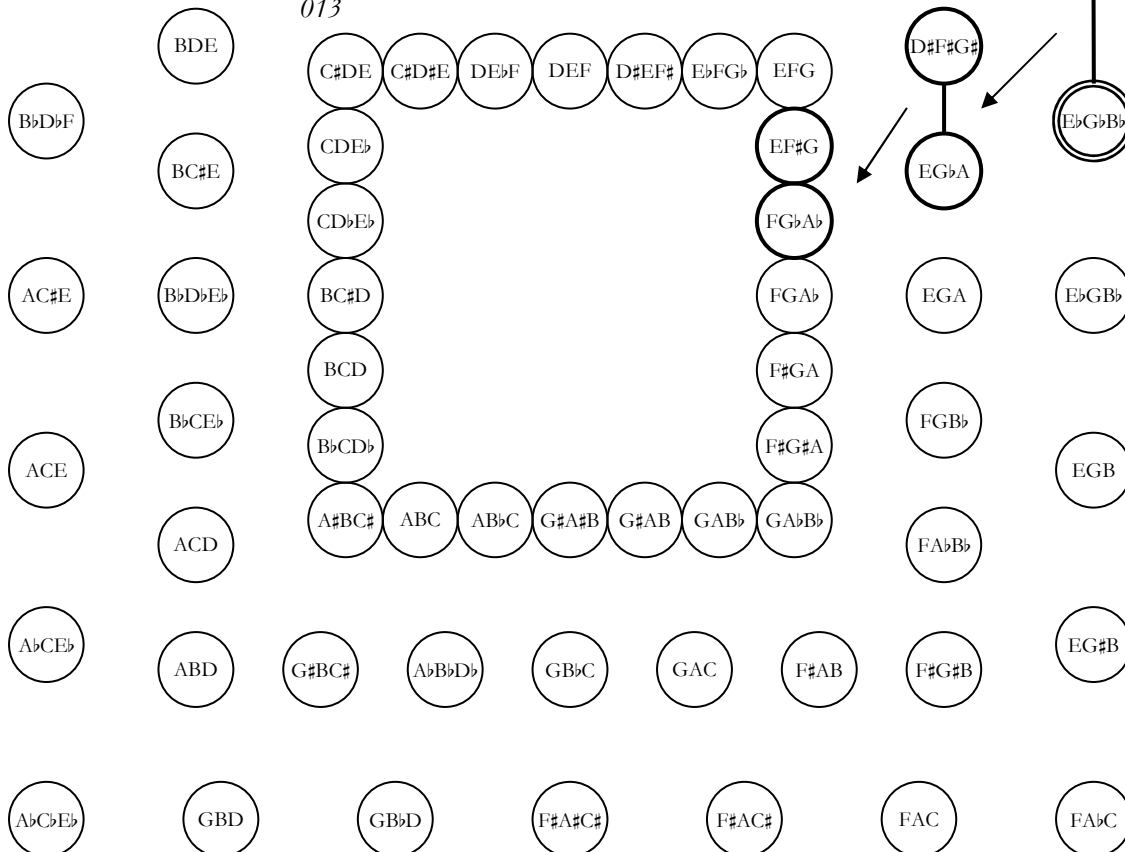 013
BDE
D♯F♯G♯
C♯DE C♯D♯E DE♭F DEF D♯EF♯ E♭FG♭ EFG
B♭D♭F
E♭G♭B♭
CDE♭
EF♯G
BC♯E
EG♭A
CD♭E♭
FG♭A♭
AC♯E
B♭D♭E♭
BC♯D
FGA♭
EGA
E♭GB♭
BCD
F♯GA
B♭CE♭
FGB♭
B♭CD♭
F♯G♯A
ACE
EGB
A♯BC♯ ABC AB♭C G♯A♯B G♯AB GAB♭ GA♭B♭
ACD
FA♭B♭
A♭CE♭
EG♯B
ABD G♯BC♯ A♭B♭D♭ GB♭C GAC F♯AB F♯G♯B
A♭C♭E♭ GBD GB♭D F♯A♯C♯ F♯AC♯ FAC FA♭C